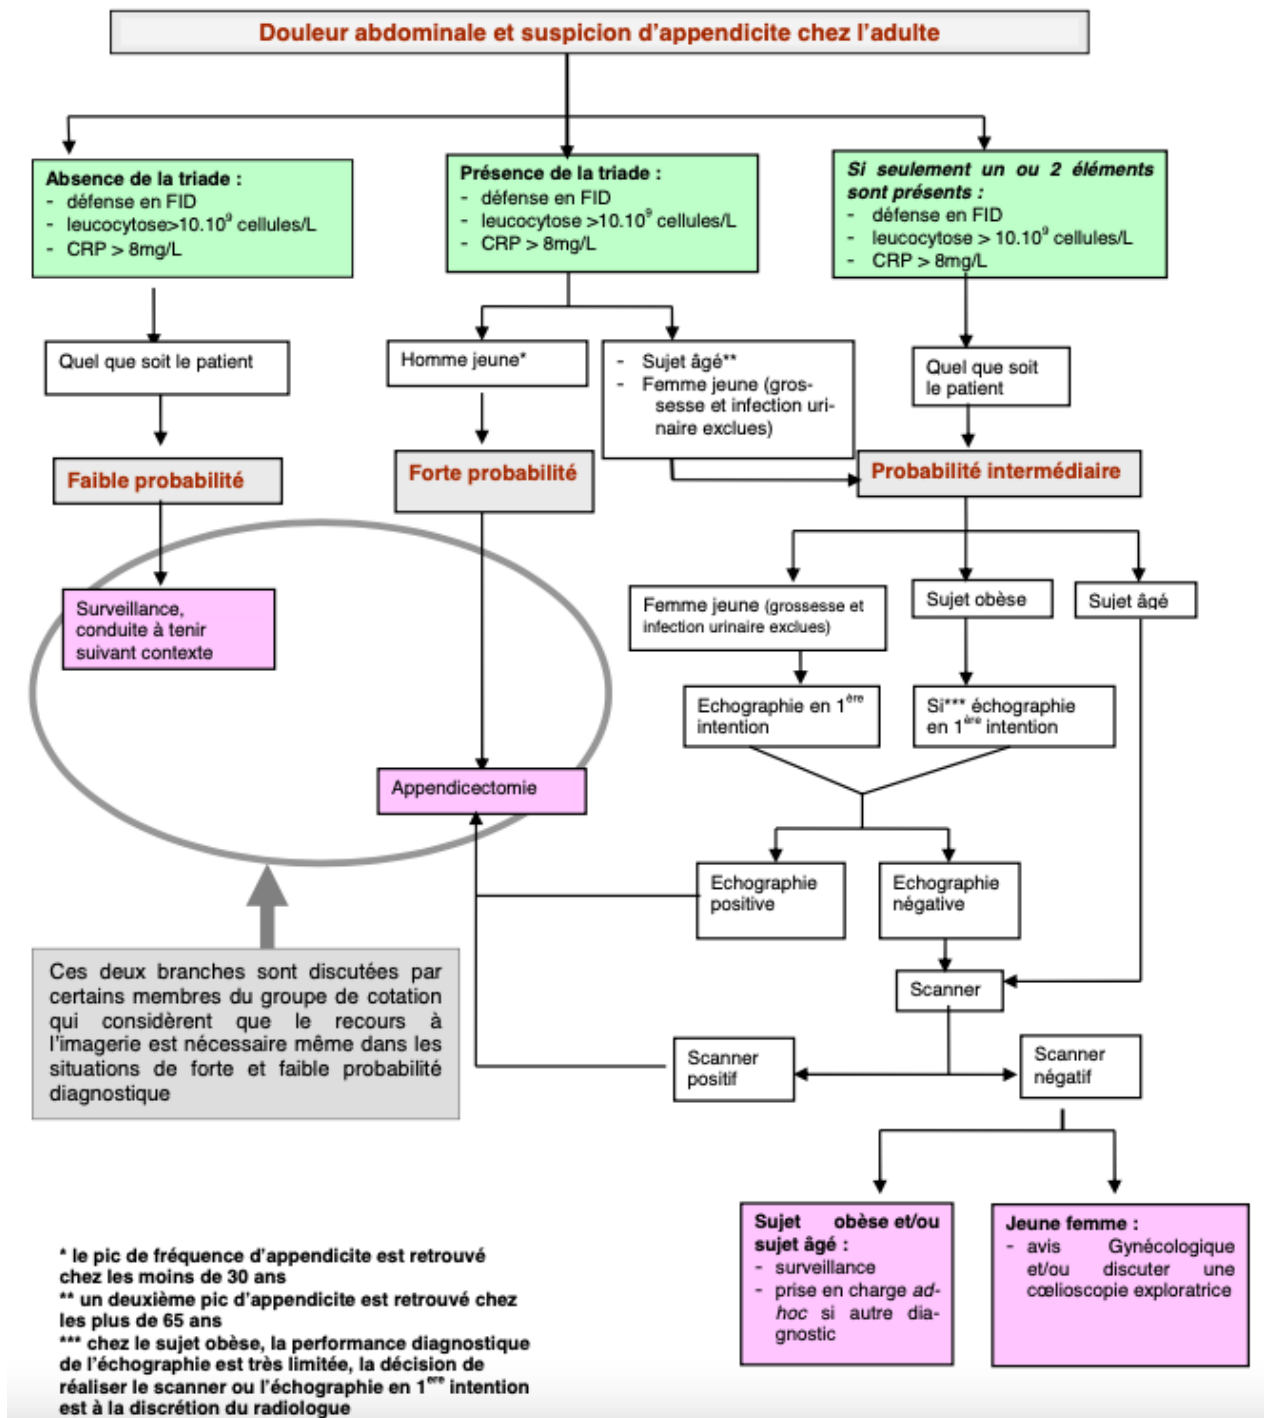 Douleur abdominale et suspicion d'appendicite chez l'adulte
Absence de la triade :
- défense en FID
- leucocytose>10.10⁹ cellules/L
- CRP > 8mg/L
Présence de la triade :
- défense en FID
- leucocytose >10.10⁹ cellules/L
- CRP > 8mg/L
Si seulement un ou 2 éléments
sont présents :
- défense en FID
- leucocytose > 10.10⁹ cellules/L
- CRP > 8mg/L
Quel que soit le patient
Homme jeune*
- Sujet âgé**
- Femme jeune (gros-
sesse et infection uri-
naire exclues)
Quel que soit
le patient
Faible probabilité
Forte probabilité
Probabilité intermédiaire
Surveillance,
conduite à tenir
suivant contexte
Femme jeune (grossesse et
infection urinaire exclues)
Sujet obèse
Sujet âgé
Echographie en 1ère
intention
Si*** échographie
en 1ère intention
Appendicectomie
Echographie
positive
Echographie
négative
Scanner
Scanner
positif
Scanner
négatif
Ces deux branches sont discutées par
certains membres du groupe de cotation
qui considèrent que le recours à
l'imagerie est nécessaire même dans les
situations de forte et faible probabilité
diagnostique
Sujet obèse et/ou
sujet âgé :
- surveillance
- prise en charge ad-
hoc si autre dia-
gnostic
Jeune femme :
- avis Gynécologique
et/ou discuter une
cœlioscopie exploratrice
* le pic de fréquence d'appendicite est retrouvé
chez les moins de 30 ans
** un deuxième pic d'appendicite est retrouvé chez
les plus de 65 ans
*** chez le sujet obèse, la performance diagnostique
de l'échographie est très limitée, la décision de
réaliser le scanner ou l'échographie en 1ere intention
est à la discrétion du radiologue